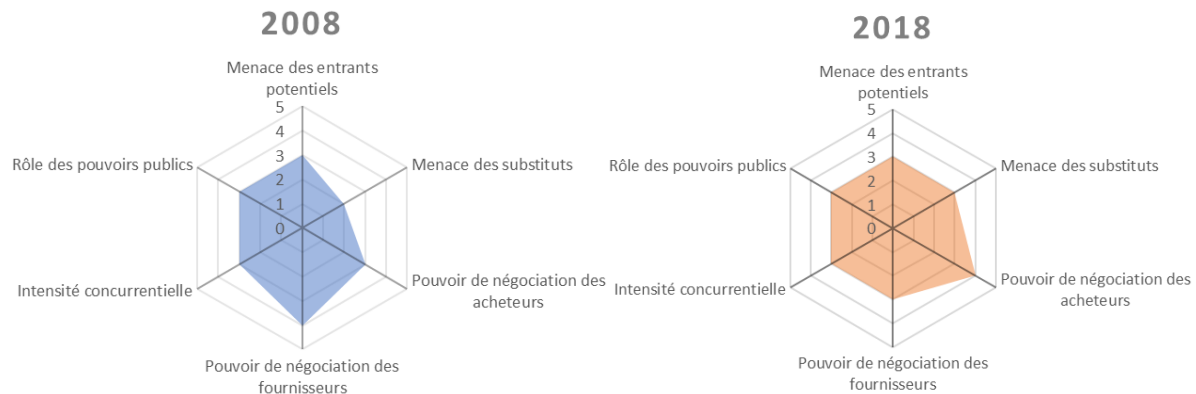 2008
Menace des entrants
potentiels
5
4
3
2
1
0
Rôle des pouvoirs publics
Menace des substituts
Intensité concurrentielle
Pouvoir de négociation des
acheteurs
Pouvoir de négociation des
fournisseurs
2018
Menace des entrants
potentiels
5
4
3
2
1
0
Rôle des pouvoirs publics
Menace des substituts
Intensité concurrentielle
Pouvoir de négociation des
acheteurs
Pouvoir de négociation des
fournisseurs